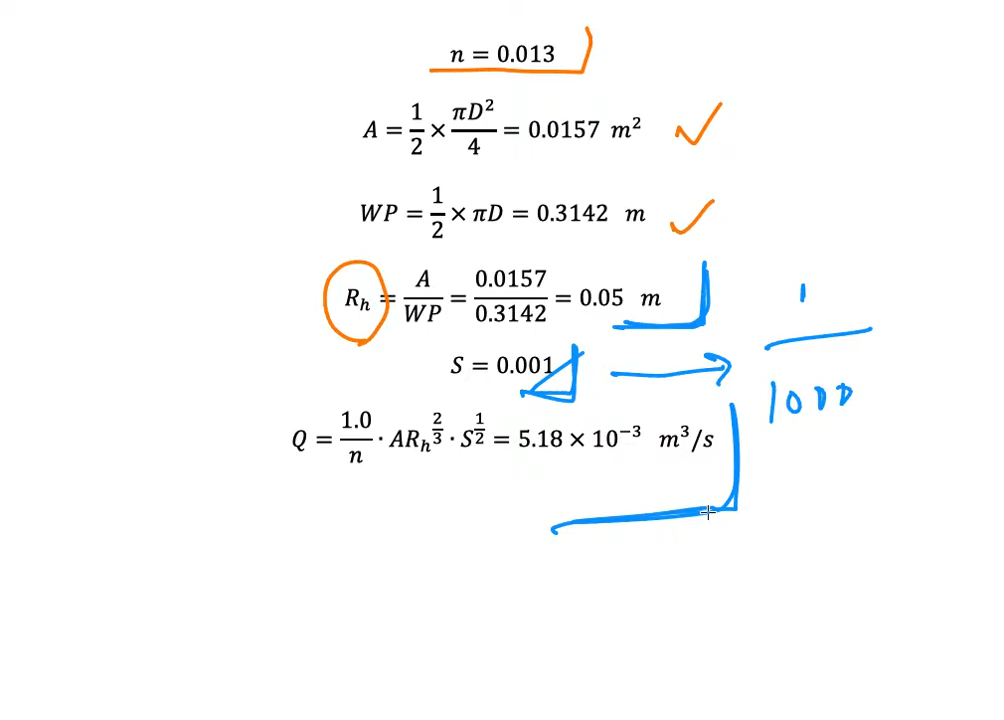 n = 0.013
A = 1/2 × πD²/4 = 0.0157 m²
WP = 1/2 × πD = 0.3142 m
R_h = A/WP = 0.0157/0.3142 = 0.05 m
S = 0.001
1/1000
Q = 1.0/n · AR_h^(2/3) · S^(1/2) = 5.18 × 10⁻³ m³/s